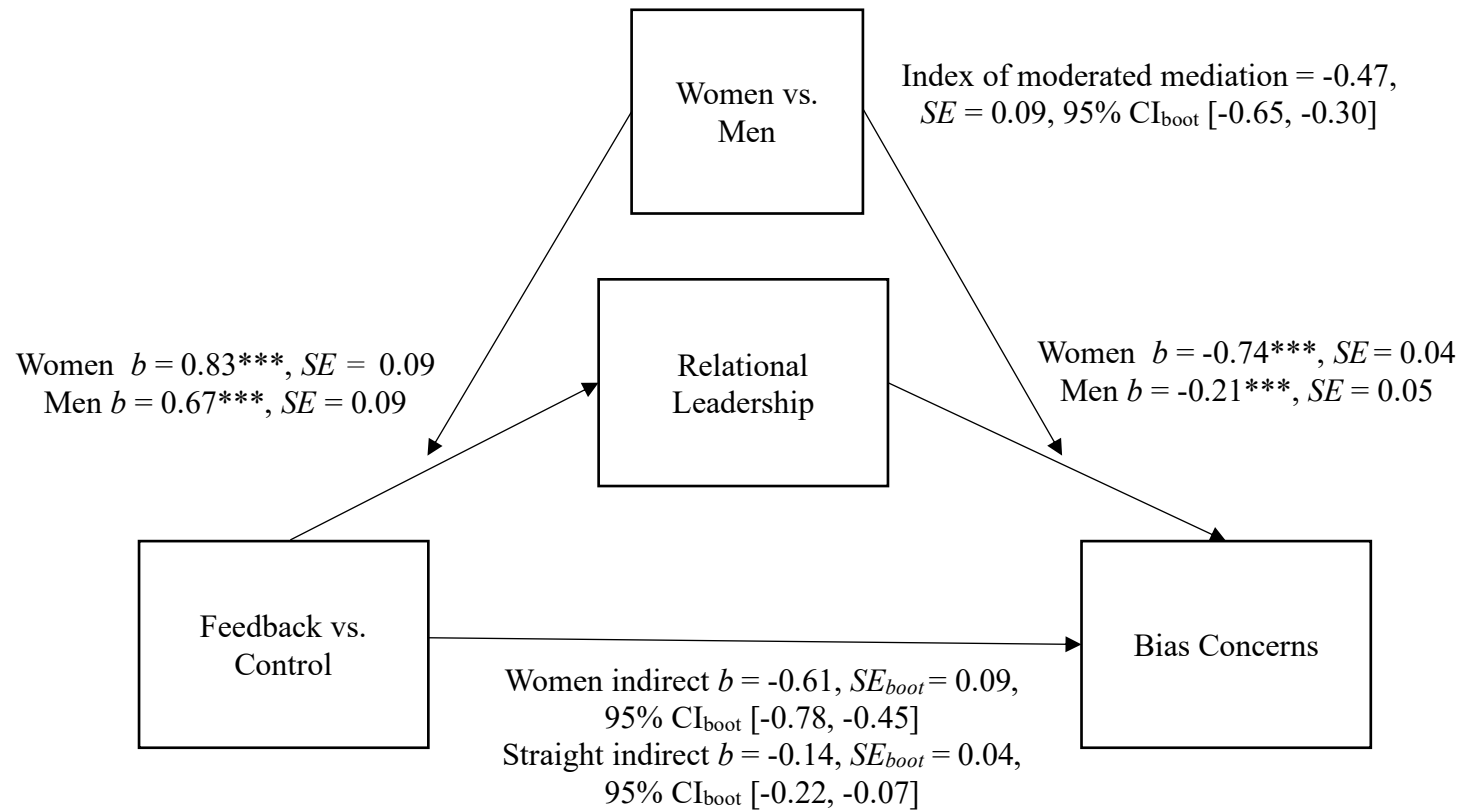 Women vs.
Men
Index of moderated mediation = -0.47,
SE = 0.09, 95% CIboot [-0.65, -0.30]
Women b = 0.83***, SE = 0.09
Men b = 0.67***, SE = 0.09
Relational
Leadership
Women b = -0.74***, SE = 0.04
Men b = -0.21***, SE = 0.05
Feedback vs.
Control
Bias Concerns
Women indirect b = -0.61, SEboot = 0.09,
95% CIboot [-0.78, -0.45]
Straight indirect b = -0.14, SEboot = 0.04,
95% CIboot [-0.22, -0.07]